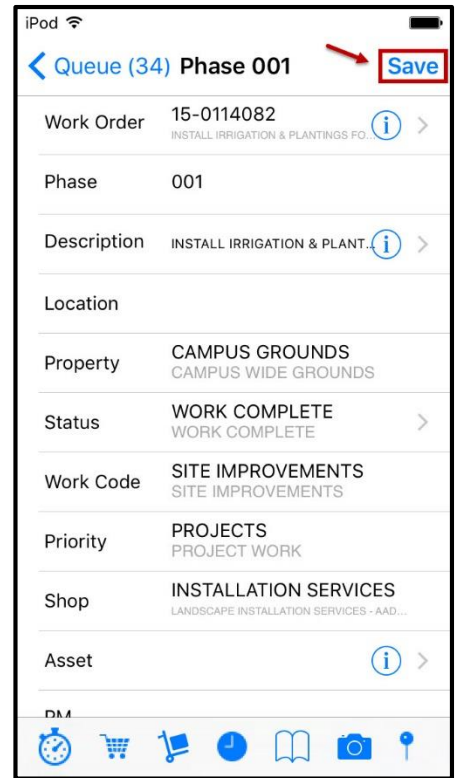 iPod
Queue (34) Phase 001 Save
Work Order 15-0114082
INSTALL IRRIGATION & PLANTINGS FO...
Phase 001
Description INSTALL IRRIGATION & PLANT...
Location
Property CAMPUS GROUNDS
CAMPUS WIDE GROUNDS
Status WORK COMPLETE
WORK COMPLETE
Work Code SITE IMPROVEMENTS
SITE IMPROVEMENTS
Priority PROJECTS
PROJECT WORK
Shop INSTALLATION SERVICES
LANDSCAPE INSTALLATION SERVICES - AAD...
Asset
PM